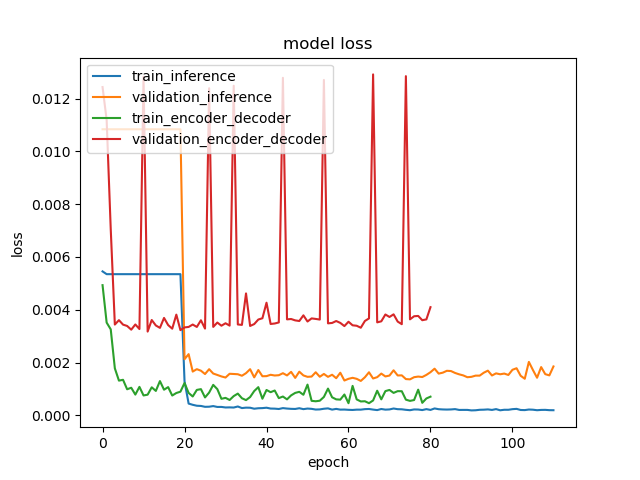 model loss
train_inference
validation_inference
train_encoder_decoder
validation_encoder_decoder
0.012
0.010
0.008
0.006
0.004
0.002
0.000
loss
0 20 40 60 80 100
epoch